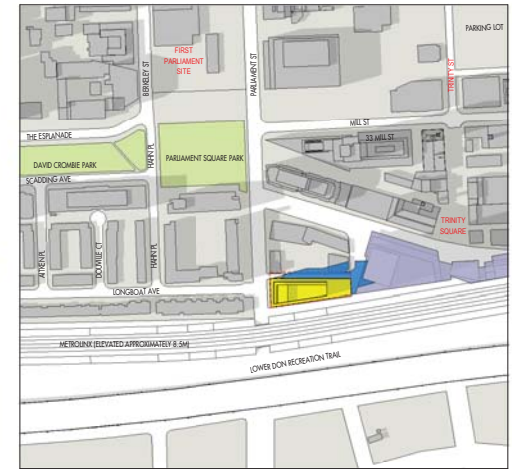 PARKING LOT
FIRST
PARLIAMENT
SITE
BERKELEY ST
PARLIAMENT ST
TRINITY ST
MILL ST
33 MILL ST
THE ESPLANADE
HAHN PL
PARLIAMENT SQUARE PARK
DAVID CROMBIE PARK
SCADDING AVE
TRINITY
SQUARE
AITKEN PL
DOUVILLE CT
HAHN PL
LONGBOAT AVE
METROLINX (ELEVATED APPROXIMATELY 8.5M)
LOWER DON RECREATION TRAIL